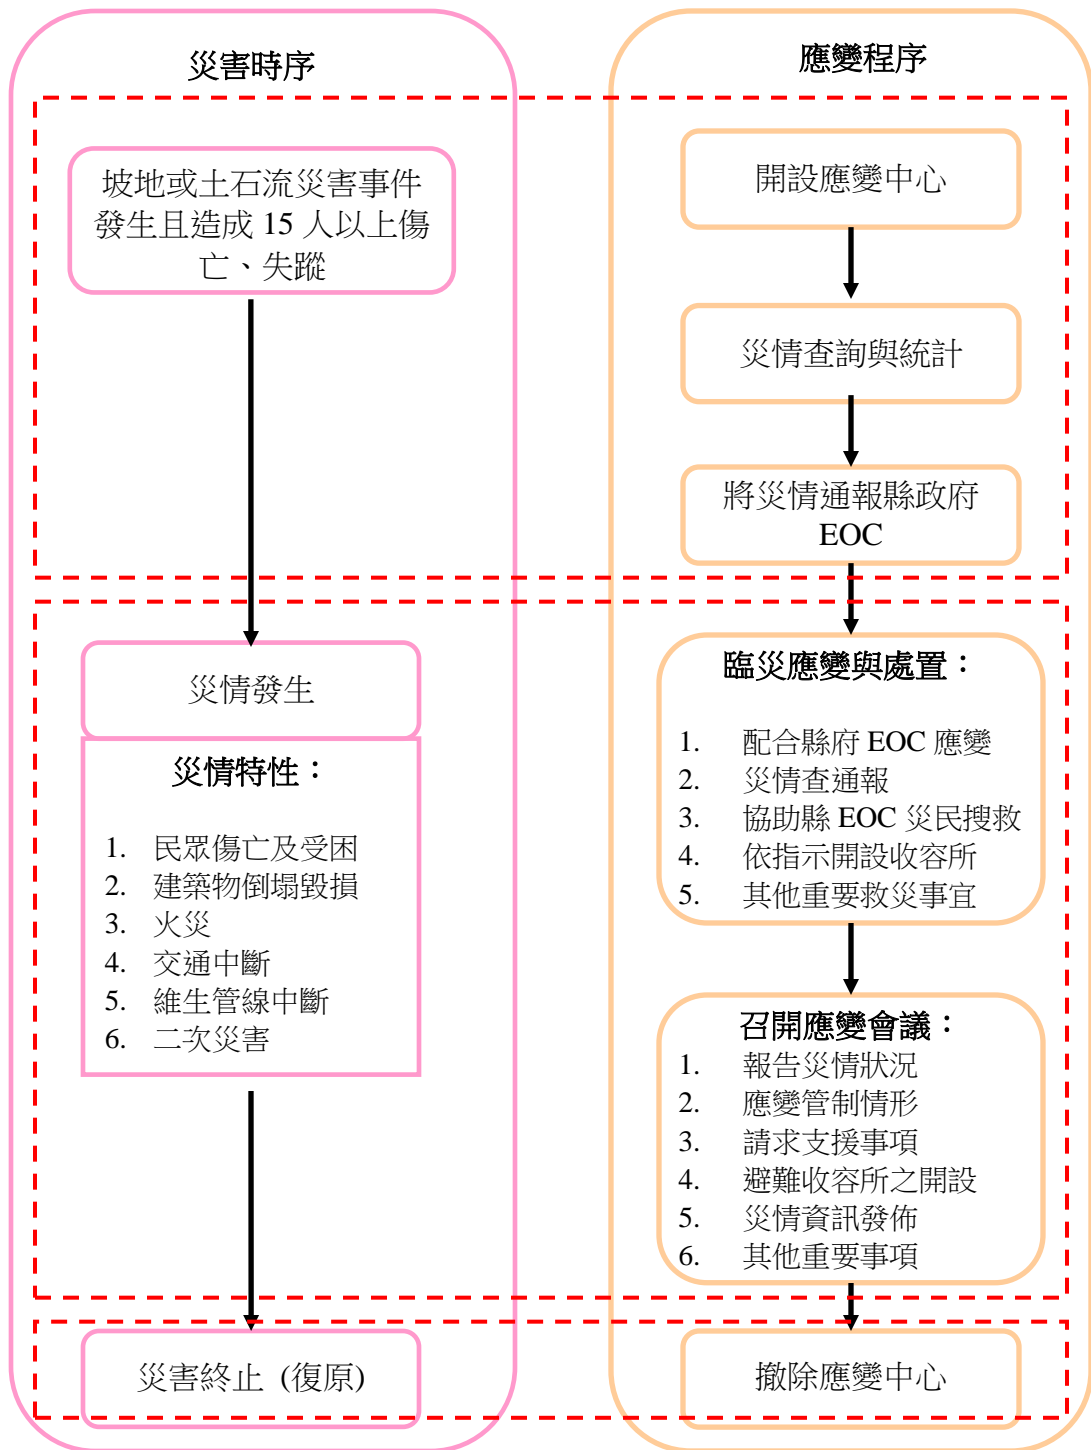 災害時序
坡地或土石流災害事件
發生且造成 15 人以上傷
亡、失蹤
災情發生
災情特性：
1. 民眾傷亡及受困
2. 建築物倒塌毀損
3. 火災
4. 交通中斷
5. 維生管線中斷
6. 二次災害
災害終止 (復原)
應變程序
開設應變中心
災情查詢與統計
將災情通報縣政府
EOC
臨災應變與處置：
1. 配合縣府 EOC 應變
2. 災情查通報
3. 協助縣 EOC 災民搜救
4. 依指示開設收容所
5. 其他重要救災事宜
召開應變會議：
1. 報告災情狀況
2. 應變管制情形
3. 請求支援事項
4. 避難收容所之開設
5. 災情資訊發佈
6. 其他重要事項
撤除應變中心